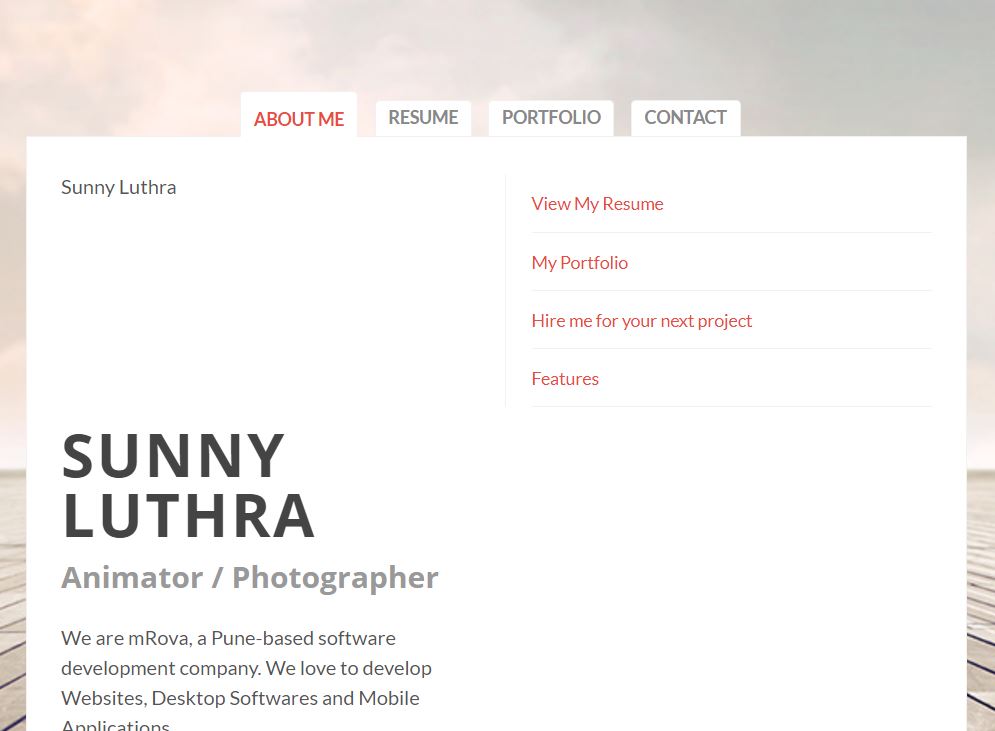 ABOUT ME
RESUME
PORTFOLIO
CONTACT
Sunny Luthra
View My Resume
My Portfolio
Hire me for your next project
Features
SUNNY
LUTHRA
Animator / Photographer
We are mRova, a Pune-based software
development company. We love to develop
Websites, Desktop Softwares and Mobile
Applications